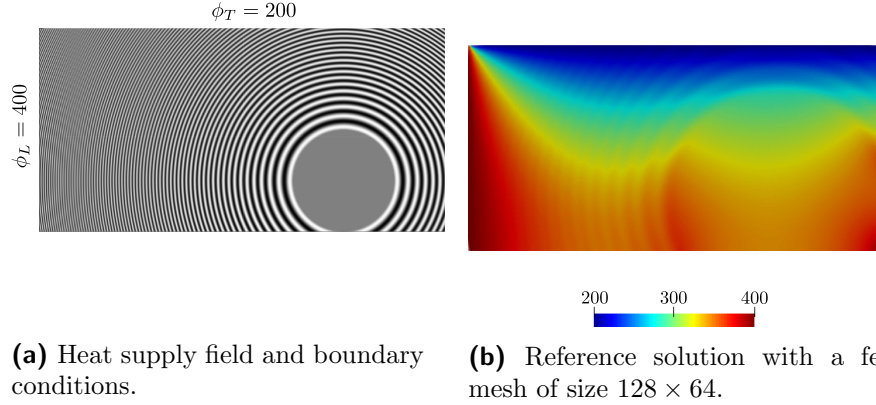 ϕ_T = 200
ϕ_L = 400
200 300 400
(a) Heat supply field and boundary
conditions.
(b) Reference solution with a fe
mesh of size 128 × 64.